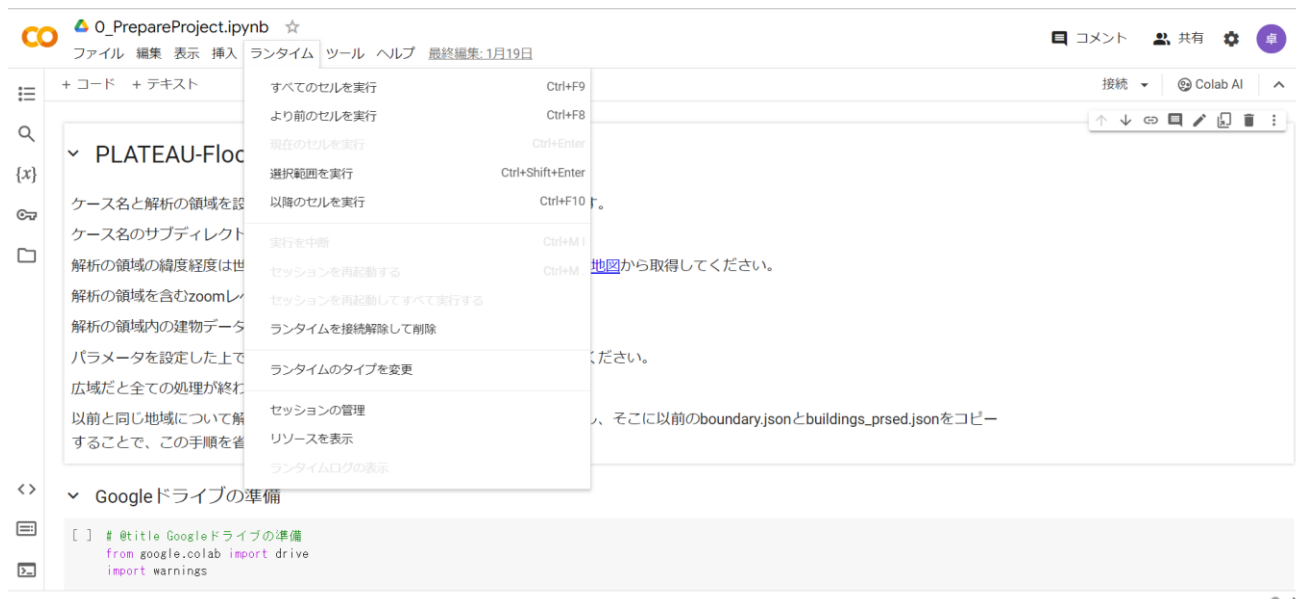 0_PrepareProject.ipynb
ファイル 編集 表示 挿入 ランタイム ツール ヘルプ 最終編集: 1月19日
コメント 共有 卓
+ コード + テキスト
接続 Colab AI
すべてのセルを実行 Ctrl+F9
より前のセルを実行 Ctrl+F8
現在のセルを実行 Ctrl+Enter
選択範囲を実行 Ctrl+Shift+Enter
以降のセルを実行 Ctrl+F10
実行を中断 Ctrl+M I
セッションを再起動する Ctrl+M .
セッションを再起動してすべて実行する
ランタイムを接続解除して削除
ランタイムのタイプを変更
セッションの管理
リソースを表示
ランタイムログの表示
{x}
PLATEAU-Floo
ケース名と解析の領域を設 す。
ケース名のサブディレクト
解析の領域の緯度経度は世 地図から取得してください。
解析の領域を含むzoomレベ
解析の領域内の建物データ
パラメータを設定した上で ください。
広域だと全ての処理が終わ
以前と同じ地域について解 し、そこに以前のboundary.jsonとbuildings_prsed.jsonをコピー
することで、この手順を省
Googleドライブの準備
[ ] # @title Googleドライブの準備
from google.colab import drive
import warnings